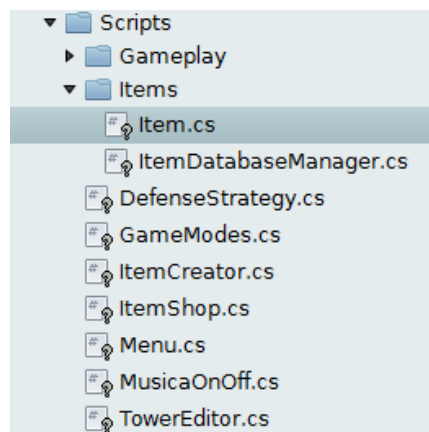 Scripts
Gameplay
Items
Item.cs
ItemDatabaseManager.cs
DefenseStrategy.cs
GameModes.cs
ItemCreator.cs
ItemShop.cs
Menu.cs
MusicaOnOff.cs
TowerEditor.cs